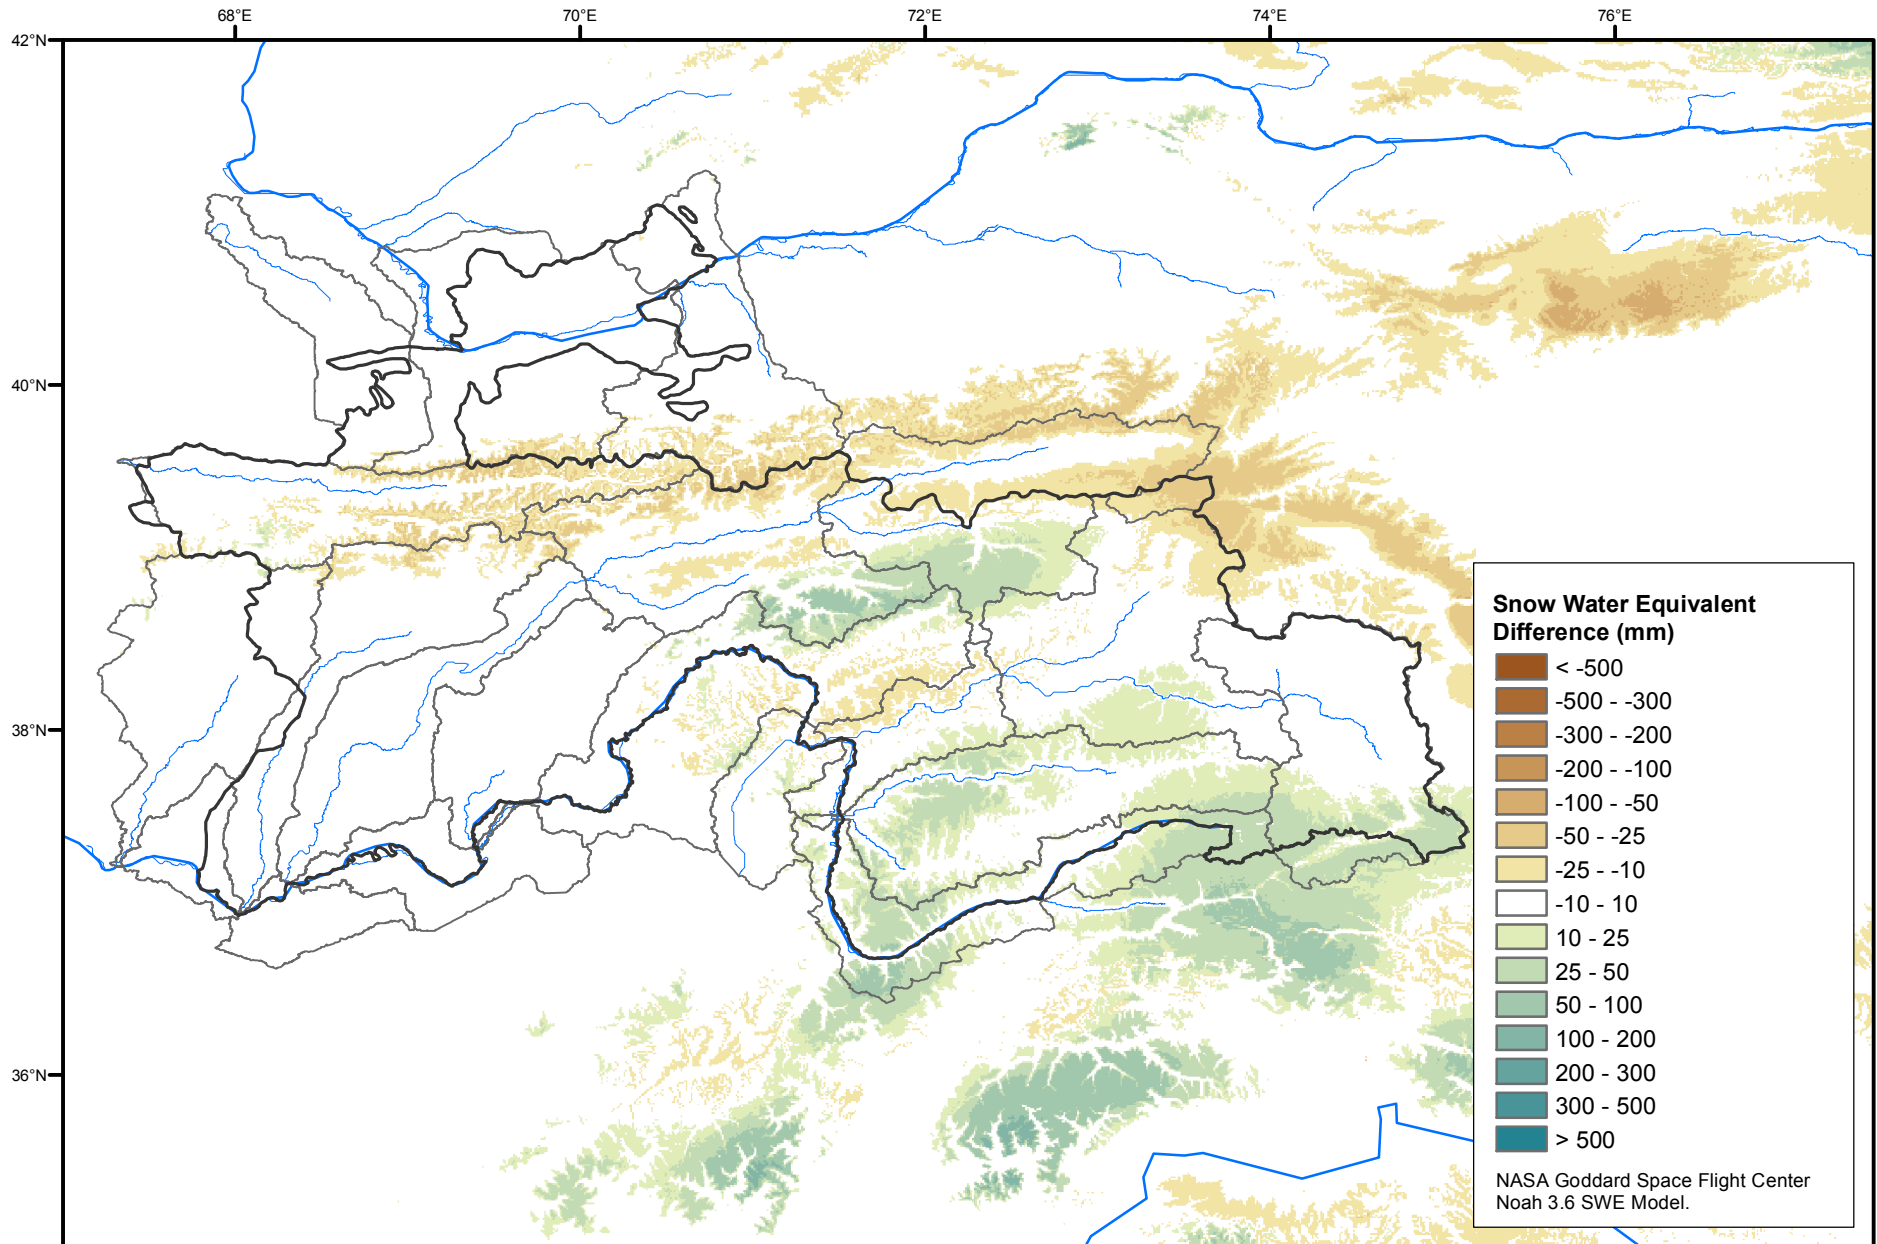 68°E
70°E
72°E
74°E
76°E
42°N
40°N
38°N
36°N
Snow Water Equivalent
Difference (mm)
< -500
-500 - -300
-300 - -200
-200 - -100
-100 - -50
-50 - -25
-25 - -10
-10 - 10
10 - 25
25 - 50
50 - 100
100 - 200
200 - 300
300 - 500
> 500
NASA Goddard Space Flight Center
Noah 3.6 SWE Model.